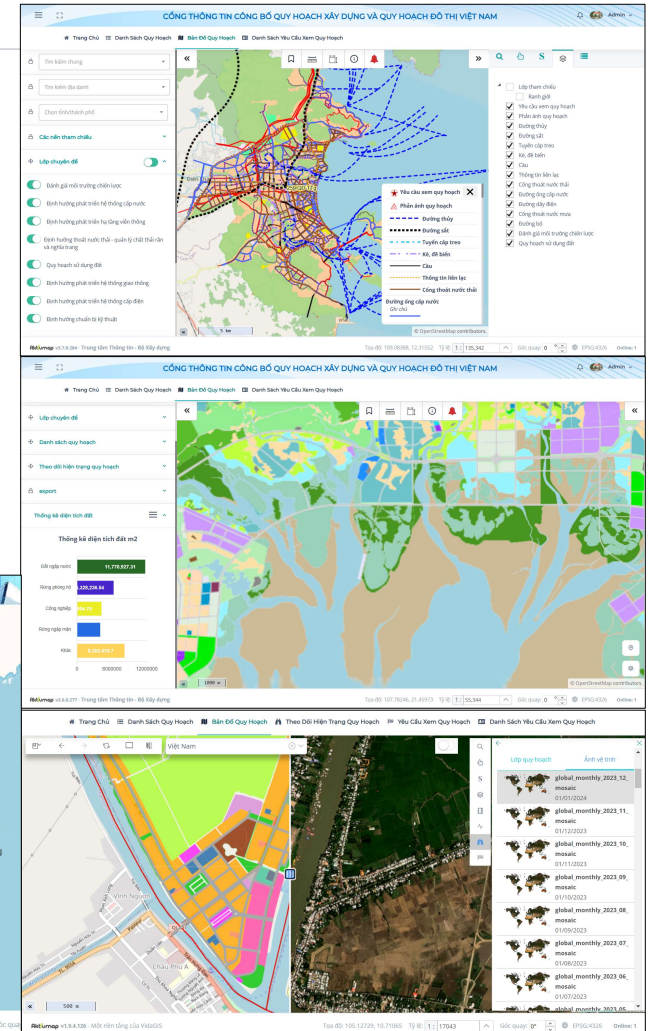 CỔNG THÔNG TIN CÔNG BỐ QUY HOẠCH XÂY DỰNG VÀ QUY HOẠCH ĐÔ THỊ VIỆT NAM
Admin
Trang Chủ Danh Sách Quy Hoạch Bản Đồ Quy Hoạch Danh Sách Yêu Cầu Xem Quy Hoạch
Tìm kiếm chung
Tìm kiếm địa danh
Chọn tỉnh/thành phố
Các nền tham chiếu
Lớp chuyên đề
Đánh giá môi trường chiến lược
Định hướng phát triển hệ thống cấp nước
Định hướng phát triển hạ tầng viễn thông
Định hướng thoát nước thải - quản lý chất thải rắn và nghĩa trang
Quy hoạch sử dụng đất
Định hướng phát triển hệ thống giao thông
Định hướng phát triển hệ thống cấp điện
Định hướng chuẩn bị kỹ thuật
5 km
Yêu cầu xem quy hoạch
Phản ánh quy hoạch
Đường thủy
Đường sắt
Tuyến cáp treo
Kè, đê biển
Cầu
Thông tin liên lạc
Cống thoát nước thải
Đường ống cấp nước
Ghi chú
© OpenStreetMap contributors.
S
Lớp tham chiếu
Ranh giới
Yêu cầu xem quy hoạch
Phản ánh quy hoạch
Đường thủy
Đường sắt
Tuyến cáp treo
Kè, đê biển
Cầu
Thông tin liên lạc
Cống thoát nước thải
Đường ống cấp nước
Đường dây điện
Cống thoát nước mưa
Đường bộ
Đánh giá môi trường chiến lược
Quy hoạch sử dụng đất
v3.7.0.284 - Trung tâm Thông tin - Bộ Xây dựng
Tọa độ: 109.08388, 12.31552 Tỷ lệ 1 : 135,342 Góc quay: 0 EPSG:4326 Online: 1
CỔNG THÔNG TIN CÔNG BỐ QUY HOẠCH XÂY DỰNG VÀ QUY HOẠCH ĐÔ THỊ VIỆT NAM
Admin
Trang Chủ Danh Sách Quy Hoạch Bản Đồ Quy Hoạch Danh Sách Yêu Cầu Xem Quy Hoạch
Lớp chuyên đề
Danh sách quy hoạch
Theo dõi hiện trạng quy hoạch
export
Thống kê diện tích đất
Thống kê diện tích đất m2
Đất ngập nước 11,770,927.31
Rừng phòng hộ
Công nghiệp
Rừng ngập mặn
Khác
0 6000000 12000000
1000 m
© OpenStreetMap contributors.
v3.6.0.277 - Trung tâm Thông tin - Bộ Xây dựng
Tọa độ: 107.78246, 21.45973 Tỷ lệ 1 : 55,344 Góc quay: 0 EPSG:4326 Online: 1
Trang Chủ Danh Sách Quy Hoạch Bản Đồ Quy Hoạch Theo Dõi Hiện Trạng Quy Hoạch Yêu Cầu Xem Quy Hoạch Danh Sách Yêu Cầu Xem Quy Hoạch
Việt Nam
Vĩnh Nguơn
Châu Phú A
500 m
S
Lớp quy hoạch Ảnh vệ tinh
global_monthly_2023_12_mosaic
01/01/2024
global_monthly_2023_11_mosaic
01/12/2023
global_monthly_2023_10_mosaic
01/11/2023
global_monthly_2023_09_mosaic
01/10/2023
global_monthly_2023_08_mosaic
01/09/2023
global_monthly_2023_07_mosaic
01/08/2023
global_monthly_2023_06_mosaic
01/07/2023
global_monthly_2023_05_
v1.9.4.126 - Một nền tảng của VidaGIS
Tọa độ: 105.12729, 10.71065 Tỷ lệ: 1 : 17043 Góc quay: 0° EPSG:4326 Online: 1